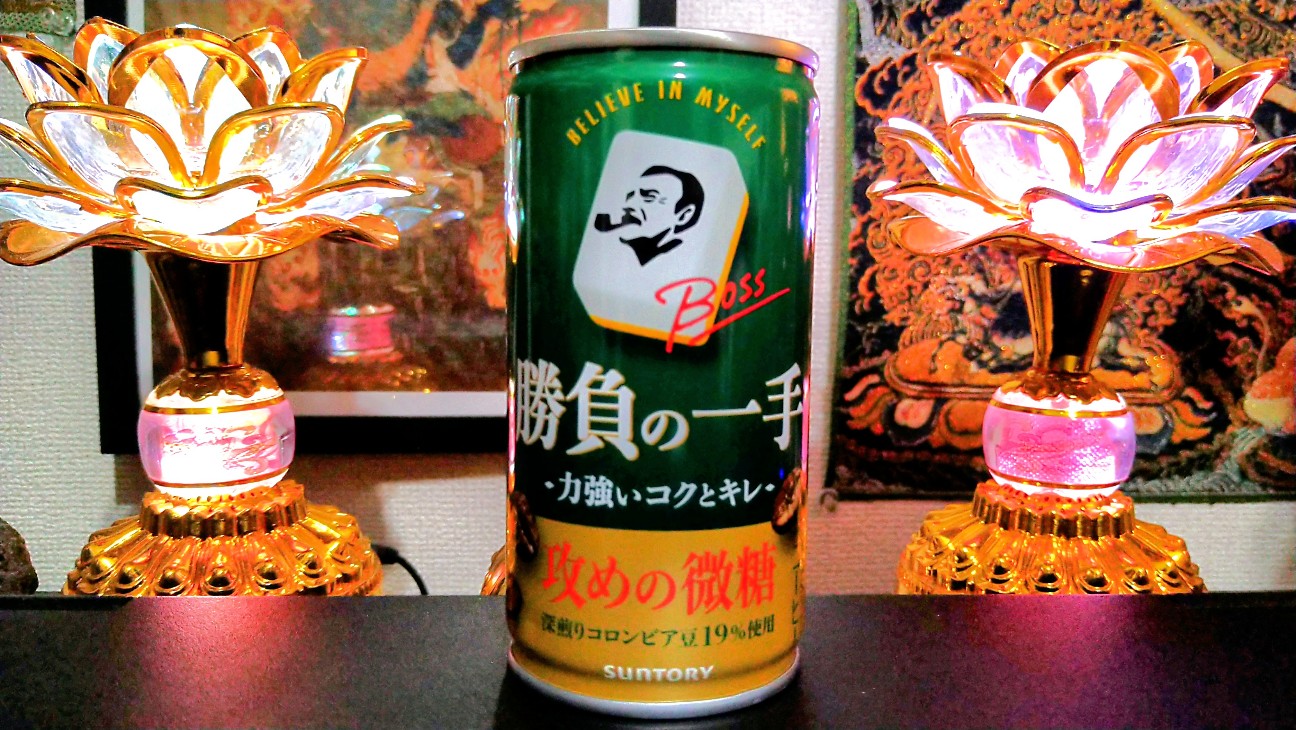 BELIEVE IN MYSELF
BOSS
勝負の一手
-力強いコクとキレ-
攻めの微糖
深煎りコロンビア豆19%使用
SUNTORY